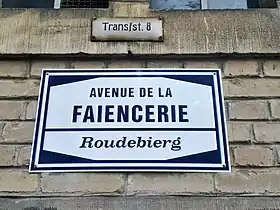 Transfst. 8
AVENUE DE LA
FAIENCERIE
Roudebierg